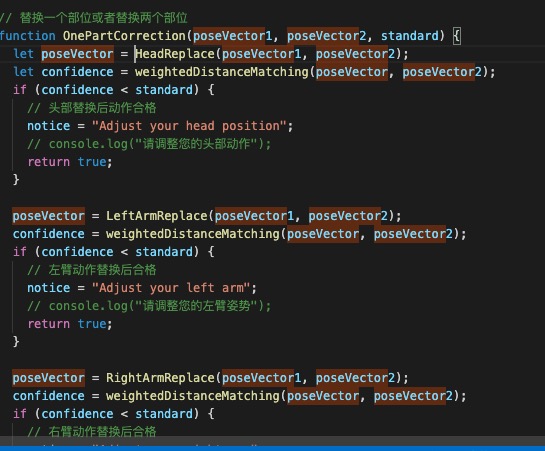 // 替换一个部位或者替换两个部位
function OnePartCorrection(poseVector1, poseVector2, standard) {
let poseVector = HeadReplace(poseVector1, poseVector2);
let confidence = weightedDistanceMatching(poseVector, poseVector2);
if (confidence < standard) {
// 头部替换后动作合格
notice = "Adjust your head position";
// console.log("请调整您的头部动作");
return true;
}
poseVector = LeftArmReplace(poseVector1, poseVector2);
confidence = weightedDistanceMatching(poseVector, poseVector2);
if (confidence < standard) {
// 左臂动作替换后合格
notice = "Adjust your left arm";
// console.log("请调整您的左臂姿势");
return true;
}
poseVector = RightArmReplace(poseVector1, poseVector2);
confidence = weightedDistanceMatching(poseVector, poseVector2);
if (confidence < standard) {
// 右臂动作替换后合格